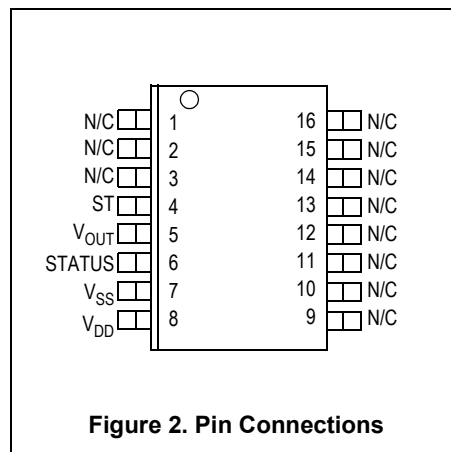 N/C 1 16 N/C
N/C 2 15 N/C
N/C 3 14 N/C
ST 4 13 N/C
VOUT 5 12 N/C
STATUS 6 11 N/C
VSS 7 10 N/C
VDD 8 9 N/C
Figure 2. Pin Connections